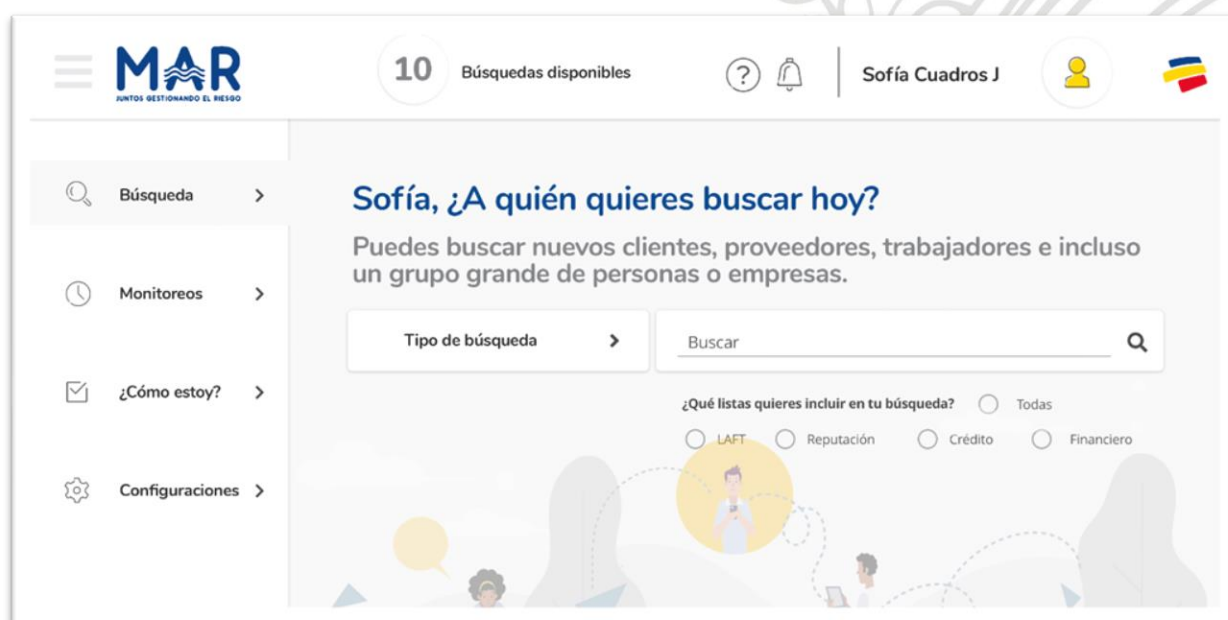 MAR
JUNTOS GESTIONANDO EL RIESGO
10 Búsquedas disponibles
?
Sofía Cuadros J
Búsqueda
Monitoreos
¿Cómo estoy?
Configuraciones
Sofía, ¿A quién quieres buscar hoy?
Puedes buscar nuevos clientes, proveedores, trabajadores e incluso
un grupo grande de personas o empresas.
Tipo de búsqueda
Buscar
¿Qué listas quieres incluir en tu búsqueda? Todas
LAFT Reputación Crédito Financiero